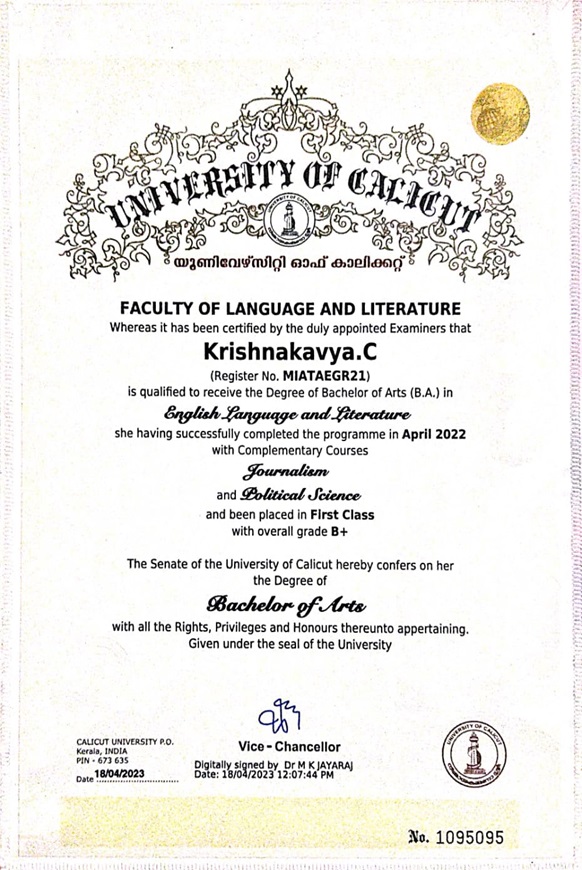 UNIVERSITY OF CALICUT
യൂണിവേഴ്സിറ്റി ഓഫ് കാലിക്കറ്റ്
FACULTY OF LANGUAGE AND LITERATURE
Whereas it has been certified by the duly appointed Examiners that
Krishnakavya.C
(Register No. MIATAEGR21)
is qualified to receive the Degree of Bachelor of Arts (B.A.) in
English Language and Literature
she having successfully completed the programme in April 2022
with Complementary Courses
Journalism
and Political Science
and been placed in First Class
with overall grade B+
The Senate of the University of Calicut hereby confers on her
the Degree of
Bachelor of Arts
with all the Rights, Privileges and Honours thereunto appertaining.
Given under the seal of the University
CALICUT UNIVERSITY P.O.
Kerala, INDIA
PIN - 673 635
Date 18/04/2023
Vice - Chancellor
Digitally signed by Dr M K JAYARAJ
Date: 18/04/2023 12:07:44 PM
UNIVERSITY OF CALICUT
No. 1095095